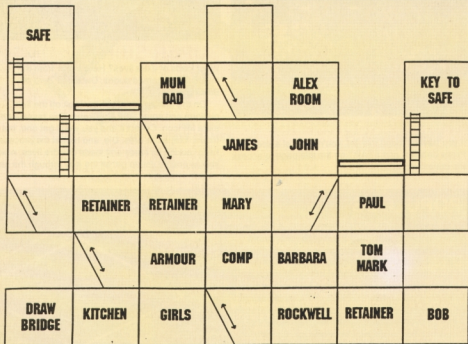 SAFE
MUM
DAD
ALEX
ROOM
KEY TO
SAFE
JAMES
JOHN
RETAINER
RETAINER
MARY
PAUL
ARMOUR
COMP
BARBARA
TOM
MARK
DRAW
BRIDGE
KITCHEN
GIRLS
ROCKWELL
RETAINER
BOB